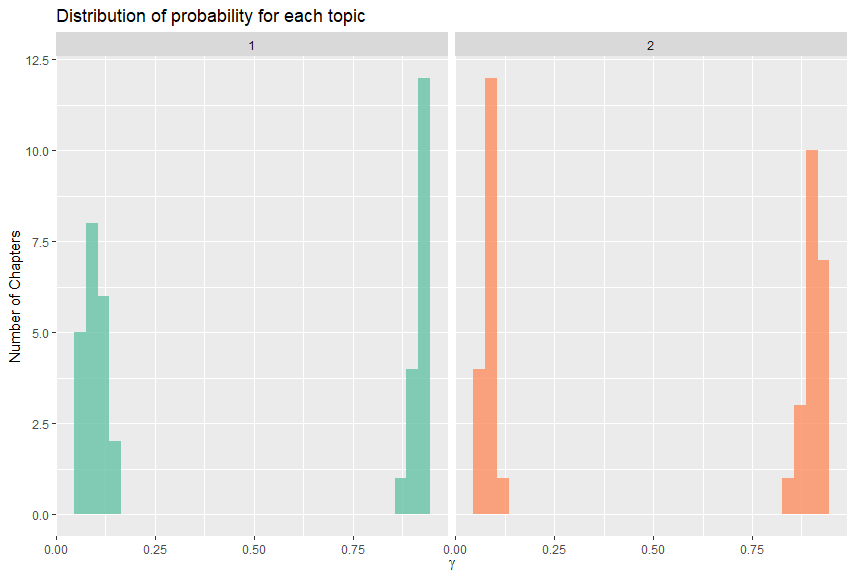 Distribution of probability for each topic
1 2
12.5
10.0
7.5
5.0
2.5
0.0
Number of Chapters
0.00 0.25 0.50 0.75 0.00 0.25 0.50 0.75
γ